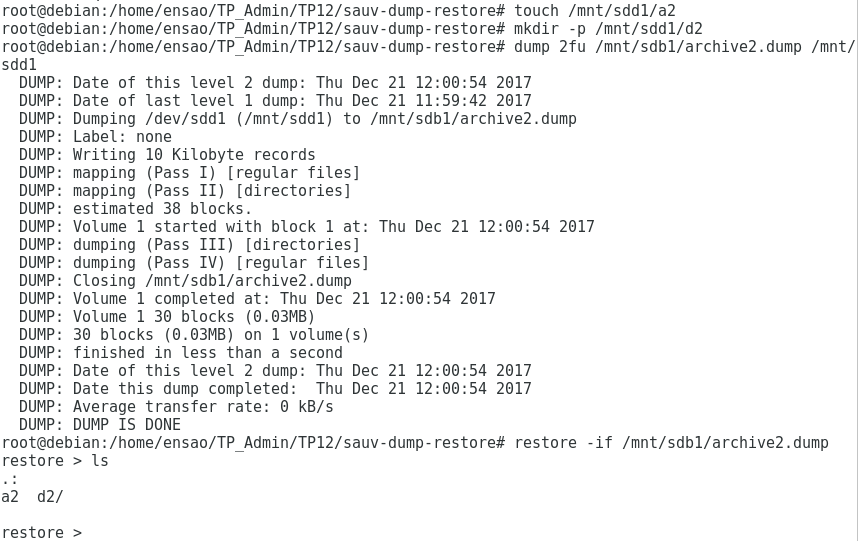 root@debian:/home/ensao/TP_Admin/TP12/sauv-dump-restore# touch /mnt/sdd1/a2
root@debian:/home/ensao/TP_Admin/TP12/sauv-dump-restore# mkdir -p /mnt/sdd1/d2
root@debian:/home/ensao/TP_Admin/TP12/sauv-dump-restore# dump 2fu /mnt/sdb1/archive2.dump /mnt/
sdd1
  DUMP: Date of this level 2 dump: Thu Dec 21 12:00:54 2017
  DUMP: Date of last level 1 dump: Thu Dec 21 11:59:42 2017
  DUMP: Dumping /dev/sdd1 (/mnt/sdd1) to /mnt/sdb1/archive2.dump
  DUMP: Label: none
  DUMP: Writing 10 Kilobyte records
  DUMP: mapping (Pass I) [regular files]
  DUMP: mapping (Pass II) [directories]
  DUMP: estimated 38 blocks.
  DUMP: Volume 1 started with block 1 at: Thu Dec 21 12:00:54 2017
  DUMP: dumping (Pass III) [directories]
  DUMP: dumping (Pass IV) [regular files]
  DUMP: Closing /mnt/sdb1/archive2.dump
  DUMP: Volume 1 completed at: Thu Dec 21 12:00:54 2017
  DUMP: Volume 1 30 blocks (0.03MB)
  DUMP: 30 blocks (0.03MB) on 1 volume(s)
  DUMP: finished in less than a second
  DUMP: Date of this level 2 dump: Thu Dec 21 12:00:54 2017
  DUMP: Date this dump completed:  Thu Dec 21 12:00:54 2017
  DUMP: Average transfer rate: 0 kB/s
  DUMP: DUMP IS DONE
root@debian:/home/ensao/TP_Admin/TP12/sauv-dump-restore# restore -if /mnt/sdb1/archive2.dump
restore > ls
.:
a2  d2/
restore >